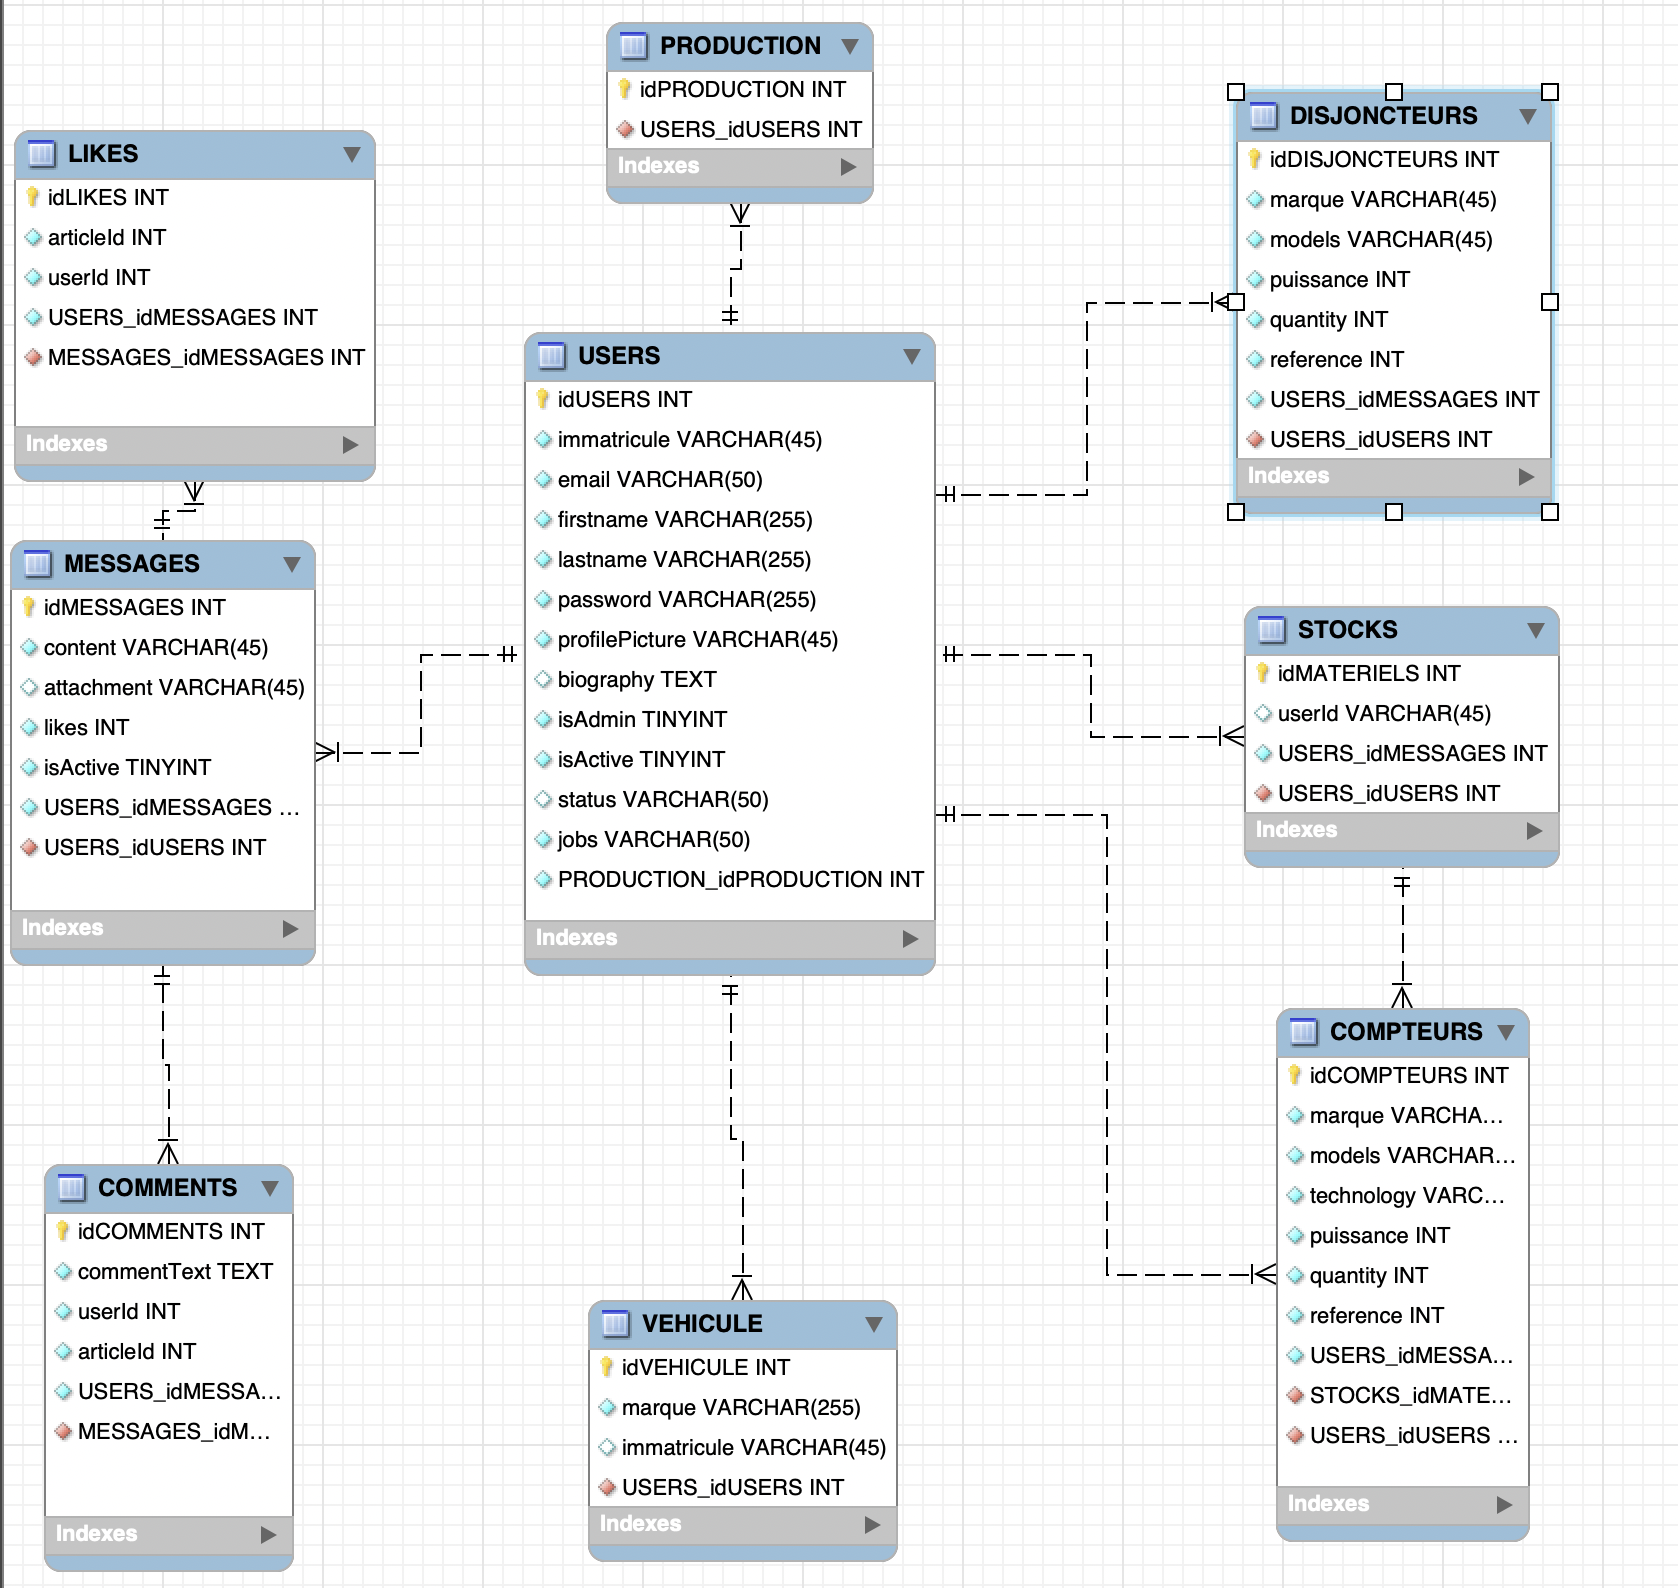 PRODUCTION
idPRODUCTION INT
USERS_idUSERS INT
Indexes
LIKES
idLIKES INT
articleId INT
userId INT
USERS_idMESSAGES INT
MESSAGES_idMESSAGES INT
Indexes
MESSAGES
idMESSAGES INT
content VARCHAR(45)
attachment VARCHAR(45)
likes INT
isActive TINYINT
USERS_idMESSAGES ...
USERS_idUSERS INT
Indexes
COMMENTS
idCOMMENTS INT
commentText TEXT
userId INT
articleId INT
USERS_idMESSA...
MESSAGES_idM...
Indexes
USERS
idUSERS INT
immatricule VARCHAR(45)
email VARCHAR(50)
firstname VARCHAR(255)
lastname VARCHAR(255)
password VARCHAR(255)
profilePicture VARCHAR(45)
biography TEXT
isAdmin TINYINT
isActive TINYINT
status VARCHAR(50)
jobs VARCHAR(50)
PRODUCTION_idPRODUCTION INT
Indexes
VEHICULE
idVEHICULE INT
marque VARCHAR(255)
immatricule VARCHAR(45)
USERS_idUSERS INT
Indexes
DISJONCTEURS
idDISJONCTEURS INT
marque VARCHAR(45)
models VARCHAR(45)
puissance INT
quantity INT
reference INT
USERS_idMESSAGES INT
USERS_idUSERS INT
Indexes
STOCKS
idMATERIELS INT
userId VARCHAR(45)
USERS_idMESSAGES INT
USERS_idUSERS INT
Indexes
COMPTEURS
idCOMPTEURS INT
marque VARCHA...
models VARCHAR...
technology VARC...
puissance INT
quantity INT
reference INT
USERS_idMESSA...
STOCKS_idMATE...
USERS_idUSERS ...
Indexes